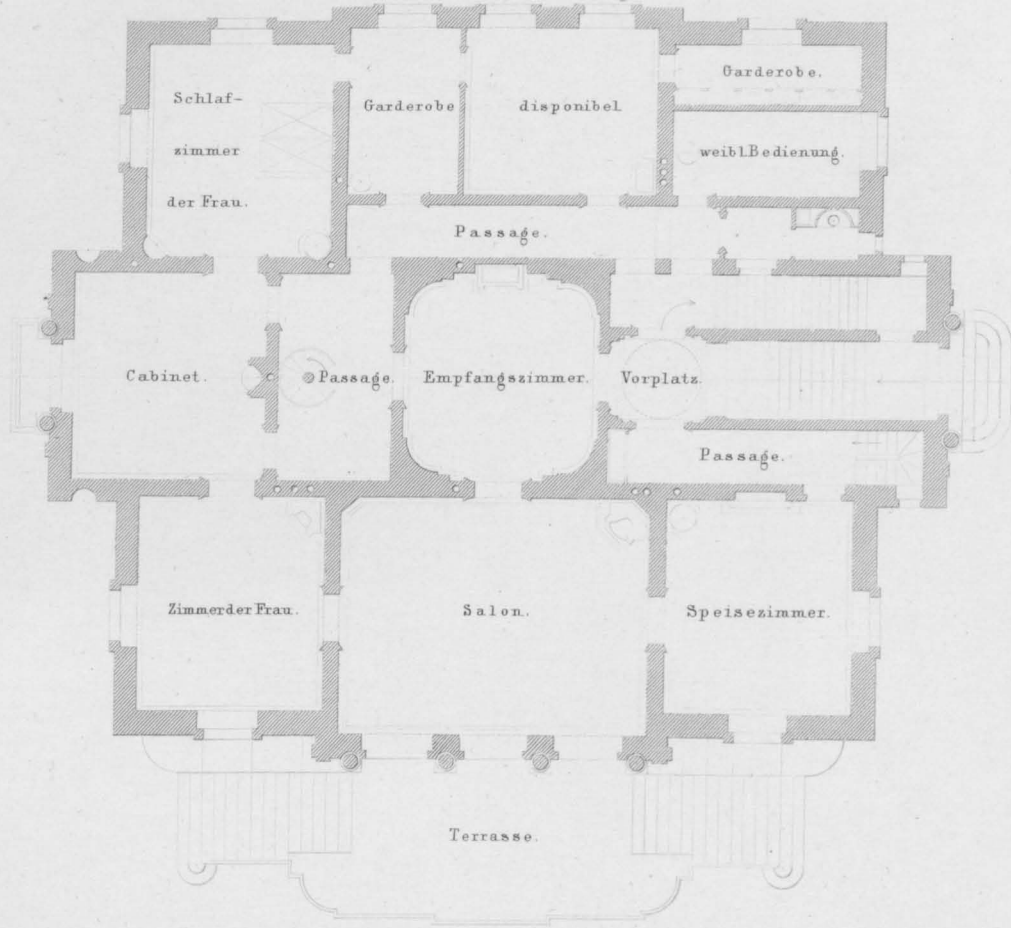 Garderobe.
Schlaf-
zimmer
der Frau.
Garderobe
disponibel
weibl. Bedienung.
Passage.
Cabinet.
Passage.
Empfangszimmer.
Vorplatz.
Passage.
Zimmer der Frau.
Salon.
Speisezimmer.
Terrasse.